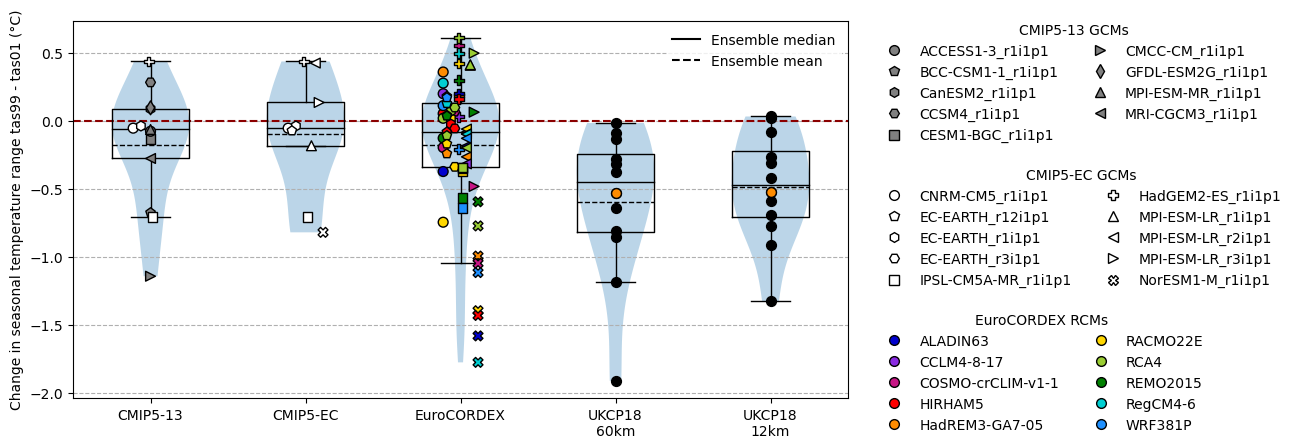 Change in seasonal temperature range tas99 - tas01 (°C)
0.5
0.0
−0.5
−1.0
−1.5
−2.0
Ensemble median
Ensemble mean
CMIP5-13
CMIP5-EC
EuroCORDEX
UKCP18
60km
UKCP18
12km
CMIP5-13 GCMs
ACCESS1-3_r1i1p1
BCC-CSM1-1_r1i1p1
CanESM2_r1i1p1
CCSM4_r1i1p1
CESM1-BGC_r1i1p1
CMCC-CM_r1i1p1
GFDL-ESM2G_r1i1p1
MPI-ESM-MR_r1i1p1
MRI-CGCM3_r1i1p1
CMIP5-EC GCMs
CNRM-CM5_r1i1p1
EC-EARTH_r12i1p1
EC-EARTH_r1i1p1
EC-EARTH_r3i1p1
IPSL-CM5A-MR_r1i1p1
HadGEM2-ES_r1i1p1
MPI-ESM-LR_r1i1p1
MPI-ESM-LR_r2i1p1
MPI-ESM-LR_r3i1p1
NorESM1-M_r1i1p1
EuroCORDEX RCMs
ALADIN63
CCLM4-8-17
COSMO-crCLIM-v1-1
HIRHAM5
HadREM3-GA7-05
RACMO22E
RCA4
REMO2015
RegCM4-6
WRF381P